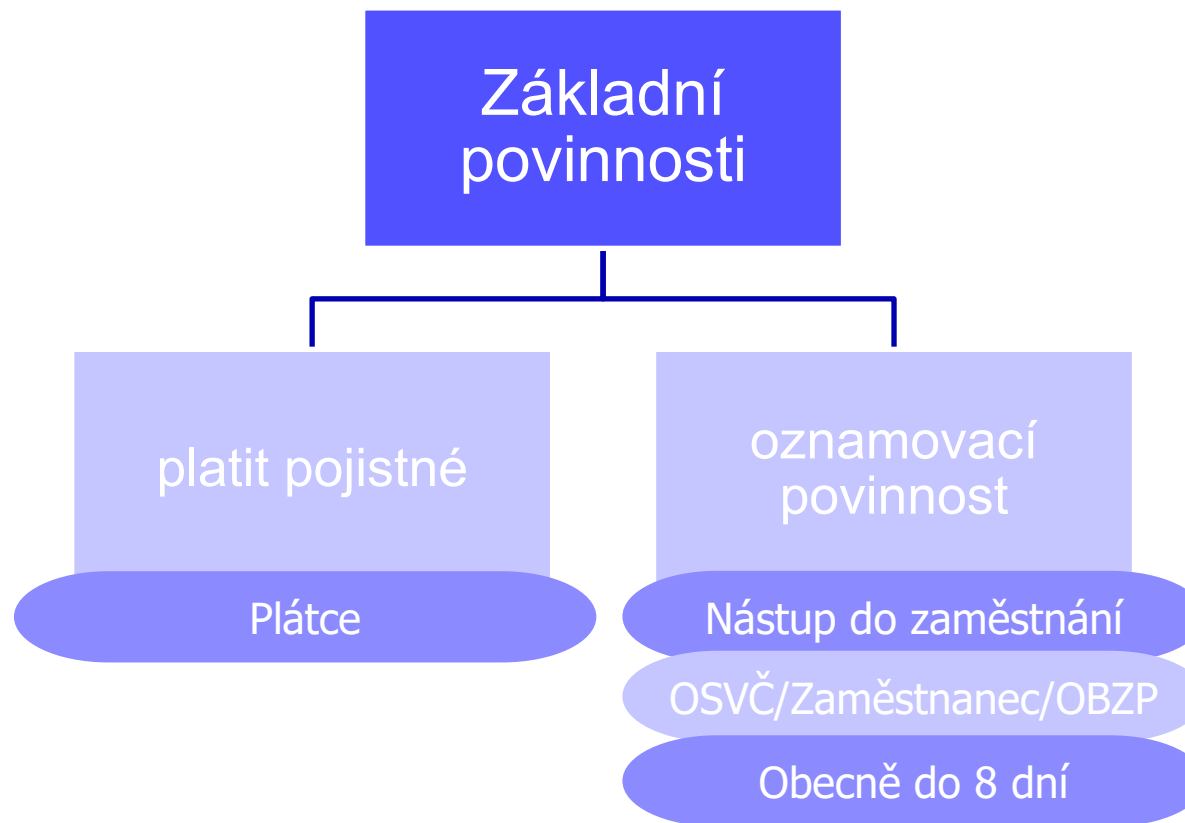 Základní
povinnosti
platit pojistné
Plátce
oznamovací
povinnost
Nástup do zaměstnání
OSVČ/Zaměstnanec/OBZP
Obecně do 8 dní